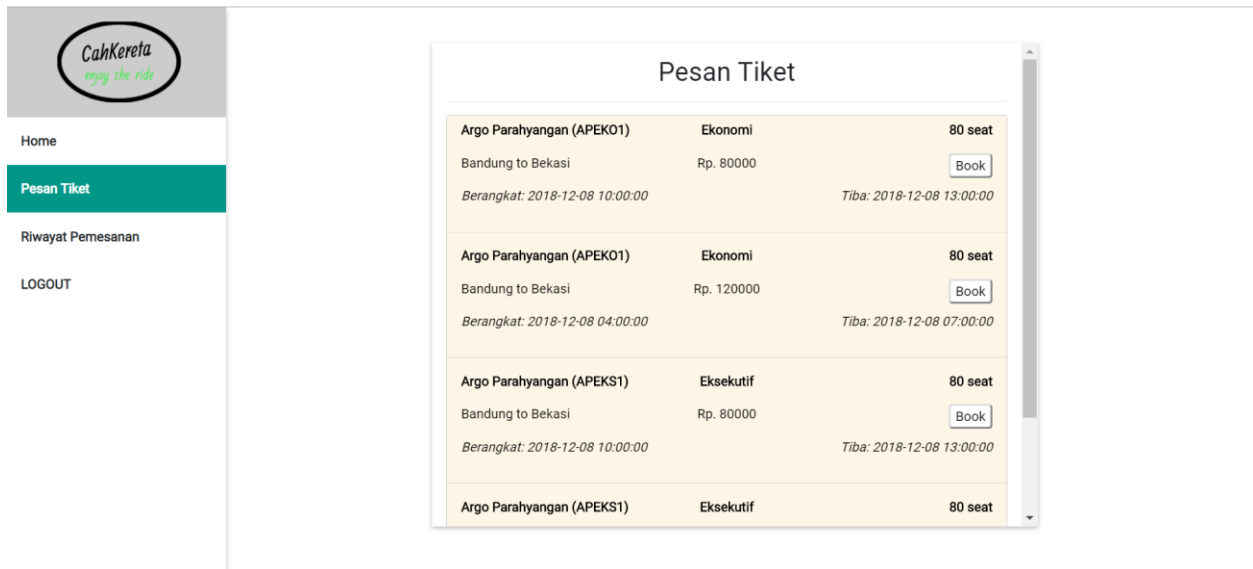 CahKereta
enjoy the ride
Home
Pesan Tiket
Riwayat Pemesanan
LOGOUT
Pesan Tiket
Argo Parahyangan (APEKO1) Ekonomi 80 seat
Bandung to Bekasi Rp. 80000 Book
Berangkat: 2018-12-08 10:00:00 Tiba: 2018-12-08 13:00:00
Argo Parahyangan (APEKO1) Ekonomi 80 seat
Bandung to Bekasi Rp. 120000 Book
Berangkat: 2018-12-08 04:00:00 Tiba: 2018-12-08 07:00:00
Argo Parahyangan (APEKS1) Eksekutif 80 seat
Bandung to Bekasi Rp. 80000 Book
Berangkat: 2018-12-08 10:00:00 Tiba: 2018-12-08 13:00:00
Argo Parahyangan (APEKS1) Eksekutif 80 seat